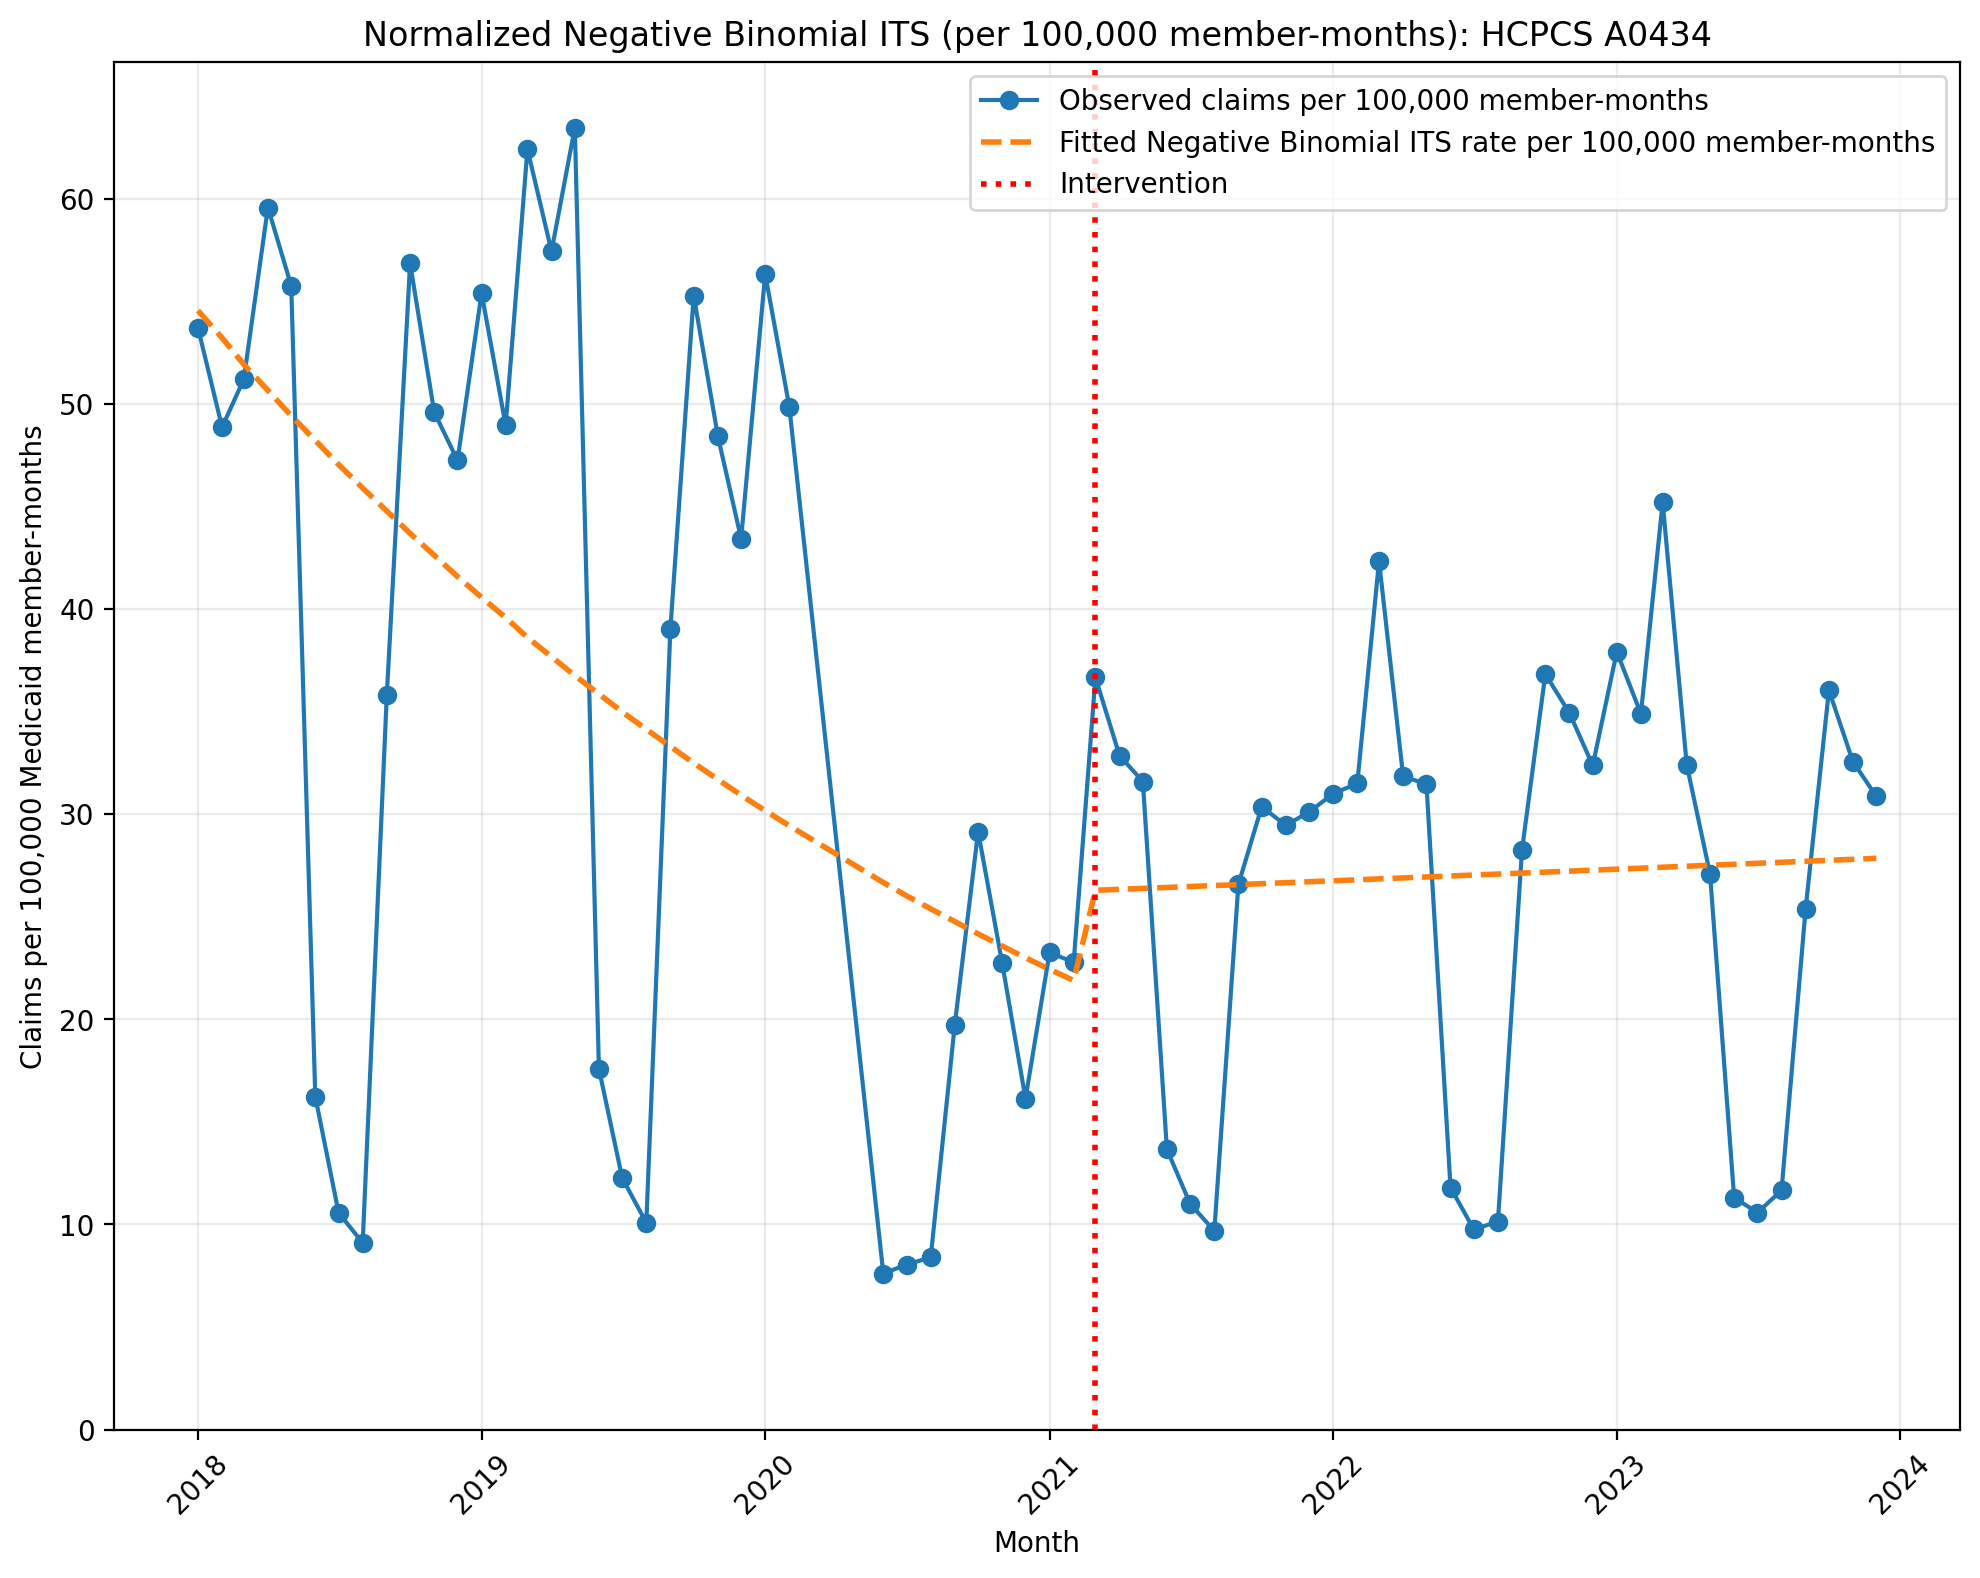 Normalized Negative Binomial ITS (per 100,000 member-months): HCPCS A0434
Observed claims per 100,000 member-months
Fitted Negative Binomial ITS rate per 100,000 member-months
Intervention
Claims per 100,000 Medicaid member-months
60
50
40
30
20
10
0
2018
2019
2020
2021
2022
2023
2024
Month